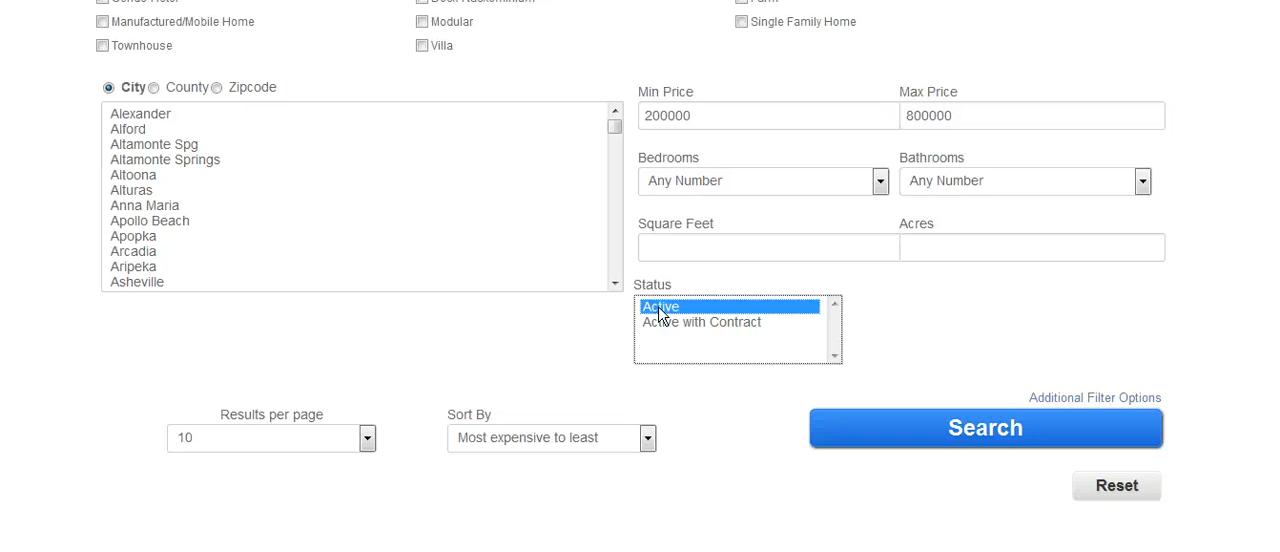 Manufactured/Mobile Home Modular Single Family Home
Townhouse Villa
City County Zipcode
Alexander
Alford
Altamonte Spg
Altamonte Springs
Altoona
Alturas
Anna Maria
Apollo Beach
Apopka
Arcadia
Aripeka
Asheville
Min Price Max Price
200000 800000
Bedrooms Bathrooms
Any Number Any Number
Square Feet Acres
Status
Active
Active with Contract
Results per page Sort By
10 Most expensive to least
Additional Filter Options
Search
Reset